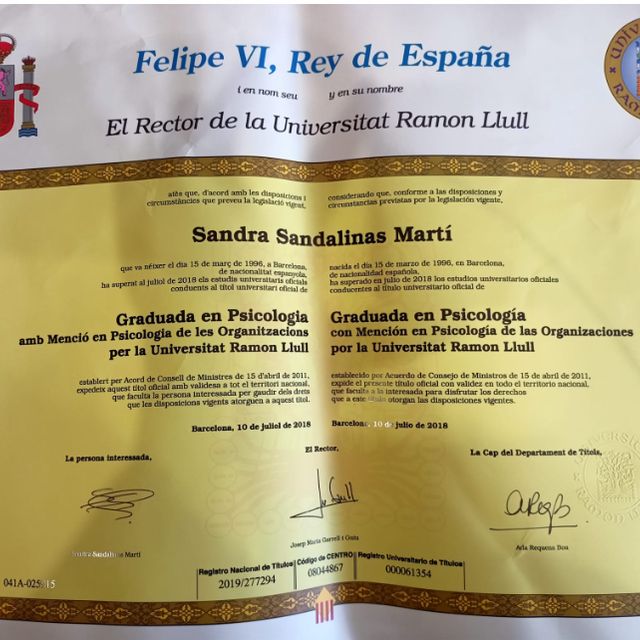 Felipe VI, Rey de España
i en nom seu y en su nombre
El Rector de la Universitat Ramon Llull
atès que, d'acord amb les disposicions i
circumstàncies que preveu la legislació vigent,
considerando que, conforme a las disposiciones y
circunstancias previstas por la legislación vigente,
Sandra Sandalinas Martí
que va néixer el dia 15 de març de 1996, a Barcelona,
de nacionalitat espanyola,
ha superat al juliol de 2018 els estudis universitaris oficials
conduents al títol universitari oficial de
nacida el día 15 de marzo de 1996, en Barcelona,
de nacionalidad española,
ha superado en julio de 2018 los estudios universitarios oficiales
conducentes al título universitario oficial de
Graduada en Psicologia
amb Menció en Psicologia de les Organitzacions
per la Universitat Ramon Llull
Graduada en Psicología
con Mención en Psicología de las Organizaciones
por la Universitat Ramon Llull
establert per Acord de Consell de Ministres de 15 d'abril de 2011,
expedeix aquest títol oficial amb validesa a tot el territori nacional,
que faculta la persona interessada per gaudir dels drets
que les disposicions vigents atorguen a aquest títol.
establecido por Acuerdo de Consejo de Ministros de 15 de abril de 2011,
expide el presente título oficial con validez en todo el territorio nacional,
que faculta a la interesada para disfrutar los derechos
que a este título otorgan las disposiciones vigentes.
Barcelona, 10 de juliol de 2018
Barcelona, 10 de julio de 2018
La persona interessada,
El Rector,
La Cap del Departament de Títols,
Sandra Sandalinas Martí
Josep Maria Garrell i Guiu
Aria Requena Bou
041A-025
Registro Nacional de Títulos
2019/277294
Código de CENTRO
08044867
Registro Universitario de Títulos
000061354